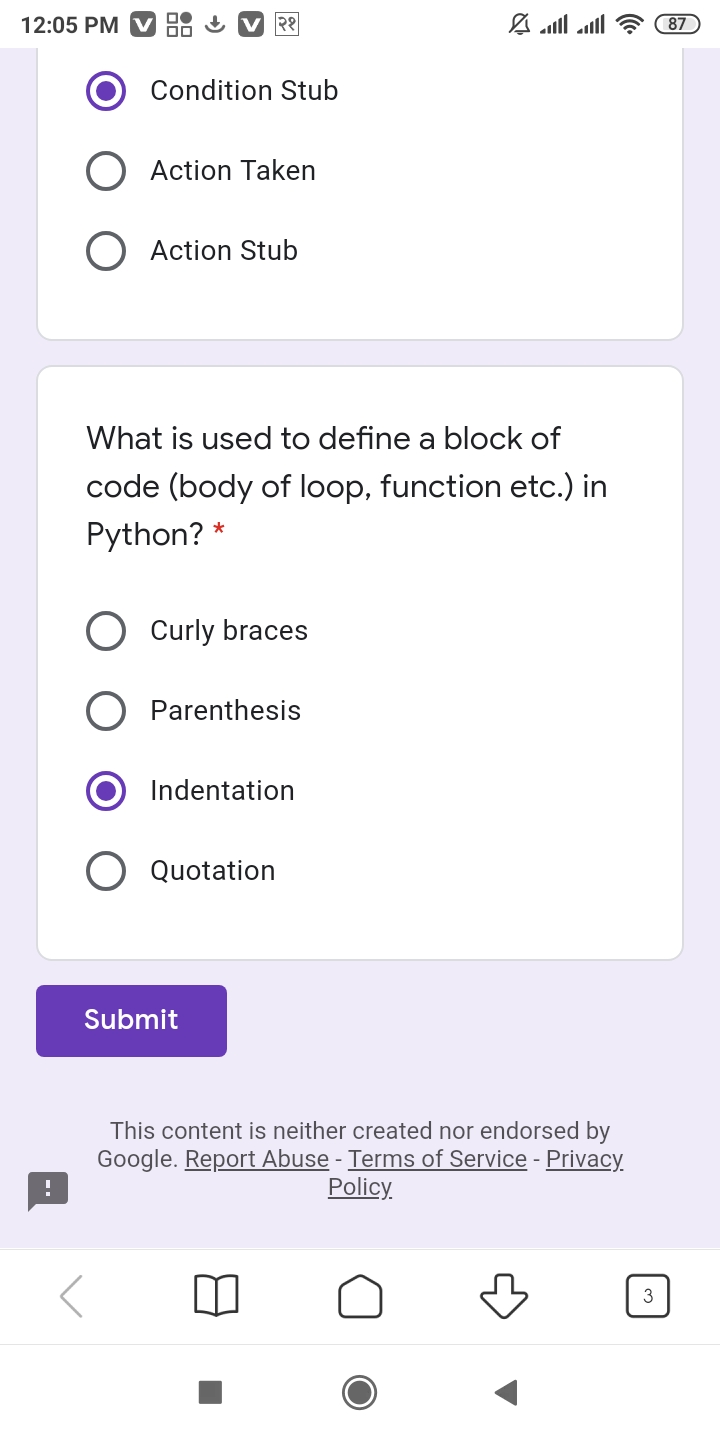 12:05 PM २१ 87
Condition Stub
Action Taken
Action Stub
What is used to define a block of
code (body of loop, function etc.) in
Python? *
Curly braces
Parenthesis
Indentation
Quotation
Submit
This content is neither created nor endorsed by
Google. Report Abuse - Terms of Service - Privacy
Policy
3